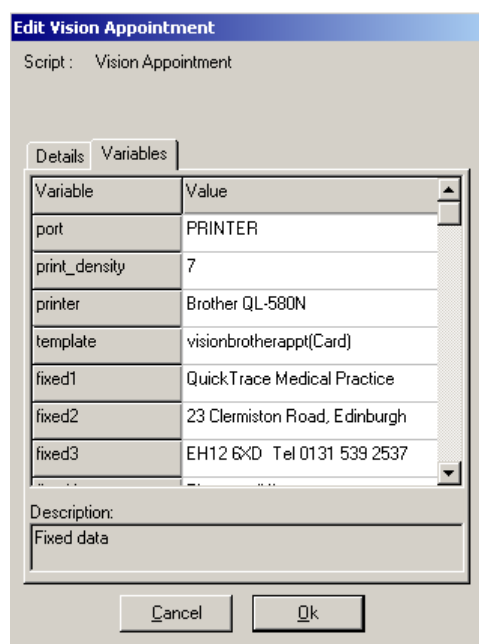 Edit Vision Appointment
Script : Vision Appointment
Details Variables
Variable Value
port PRINTER
print_density 7
printer Brother QL-580N
template visionbrotherappt(Card)
fixed1 QuickTrace Medical Practice
fixed2 23 Clermiston Road, Edinburgh
fixed3 EH12 6XD Tel 0131 539 2537
Description:
Fixed data
Cancel Ok